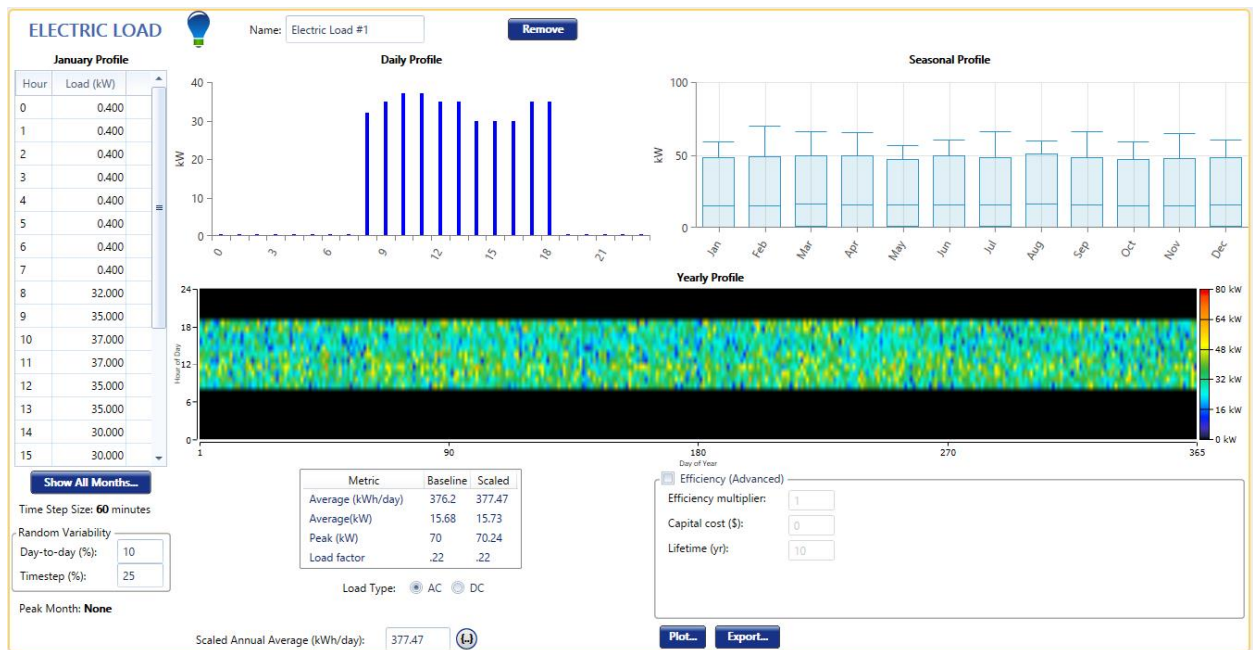 ELECTRIC LOAD
Name: Electric Load #1
Remove
January Profile
Hour Load (kW)
0 0.400
1 0.400
2 0.400
3 0.400
4 0.400
5 0.400
6 0.400
7 0.400
8 32.000
9 35.000
10 37.000
11 37.000
12 35.000
13 35.000
14 30.000
15 30.000
Show All Months...
Time Step Size: 60 minutes
Random Variability
Day-to-day (%): 10
Timestep (%): 25
Peak Month: None
Daily Profile
kW
40
30
20
10
0
0 3 6 9 12 15 18 21
Seasonal Profile
kW
100
50
0
Jan Feb Mar Apr May Jun Jul Aug Sep Oct Nov Dec
Yearly Profile
Hour of Day
24
18
12
6
0
1 90 180 270 365
Day of Year
80 kW
64 kW
48 kW
32 kW
16 kW
0 kW
Metric Baseline Scaled
Average (kWh/day) 376.2 377.47
Average(kW) 15.68 15.73
Peak (kW) 70 70.24
Load factor .22 .22
Load Type: AC DC
Scaled Annual Average (kWh/day): 377.47 {..}
Efficiency (Advanced)
Efficiency multiplier: 1
Capital cost ($): 0
Lifetime (yr): 10
Plot... Export...